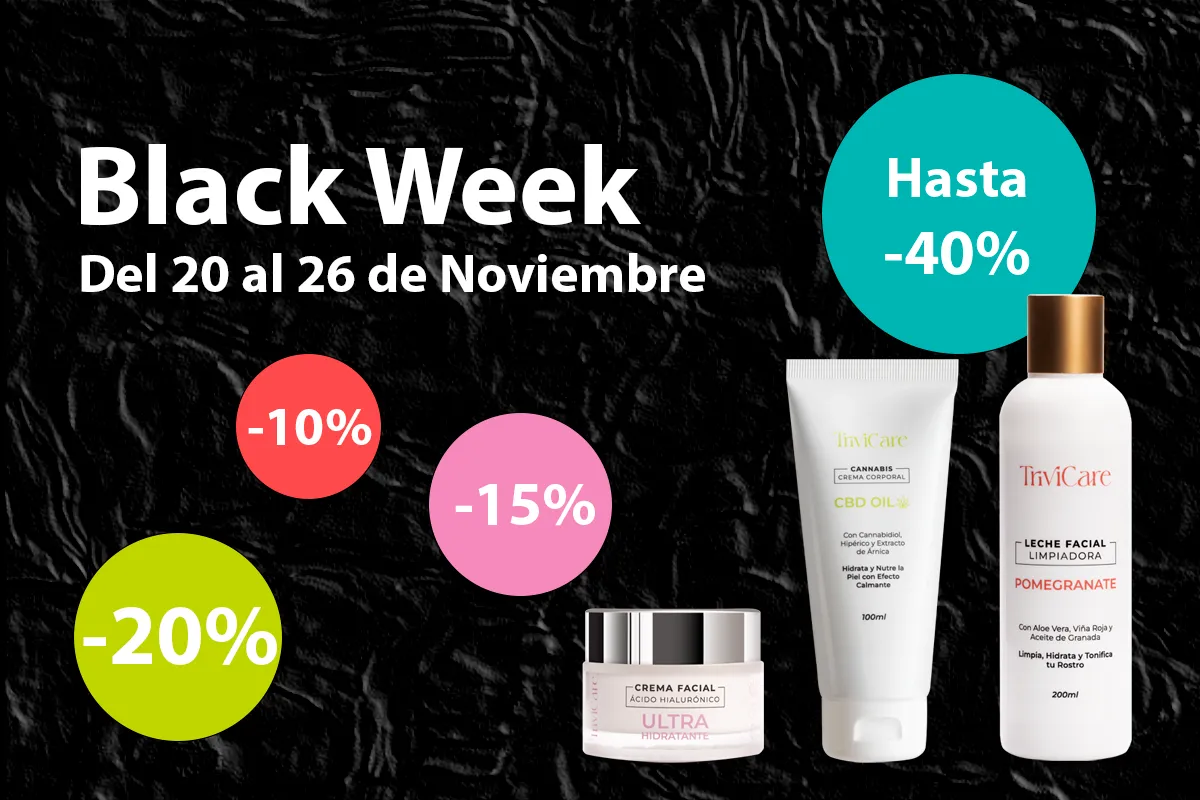 Black Week
Del 20 al 26 de Noviembre
Hasta
-40%
-10%
-15%
-20%
TriviCare
CREMA FACIAL
ÁCIDO HIALURÓNICO
ULTRA
HIDRATANTE
TriviCare
CANNABIS
CREMA CORPORAL
CBD OIL
Con Cannabidiol,
Hipérico y Extracto
de Árnica
Hidrata y Nutre la
Piel con Efecto
Calmante
100ml
TriviCare
LECHE FACIAL
LIMPIADORA
POMEGRANATE
Con Aloe Vera, Viña Roja y
Aceite de Granada
Limpia, Hidrata y Tonifica
tu Rostro
200ml